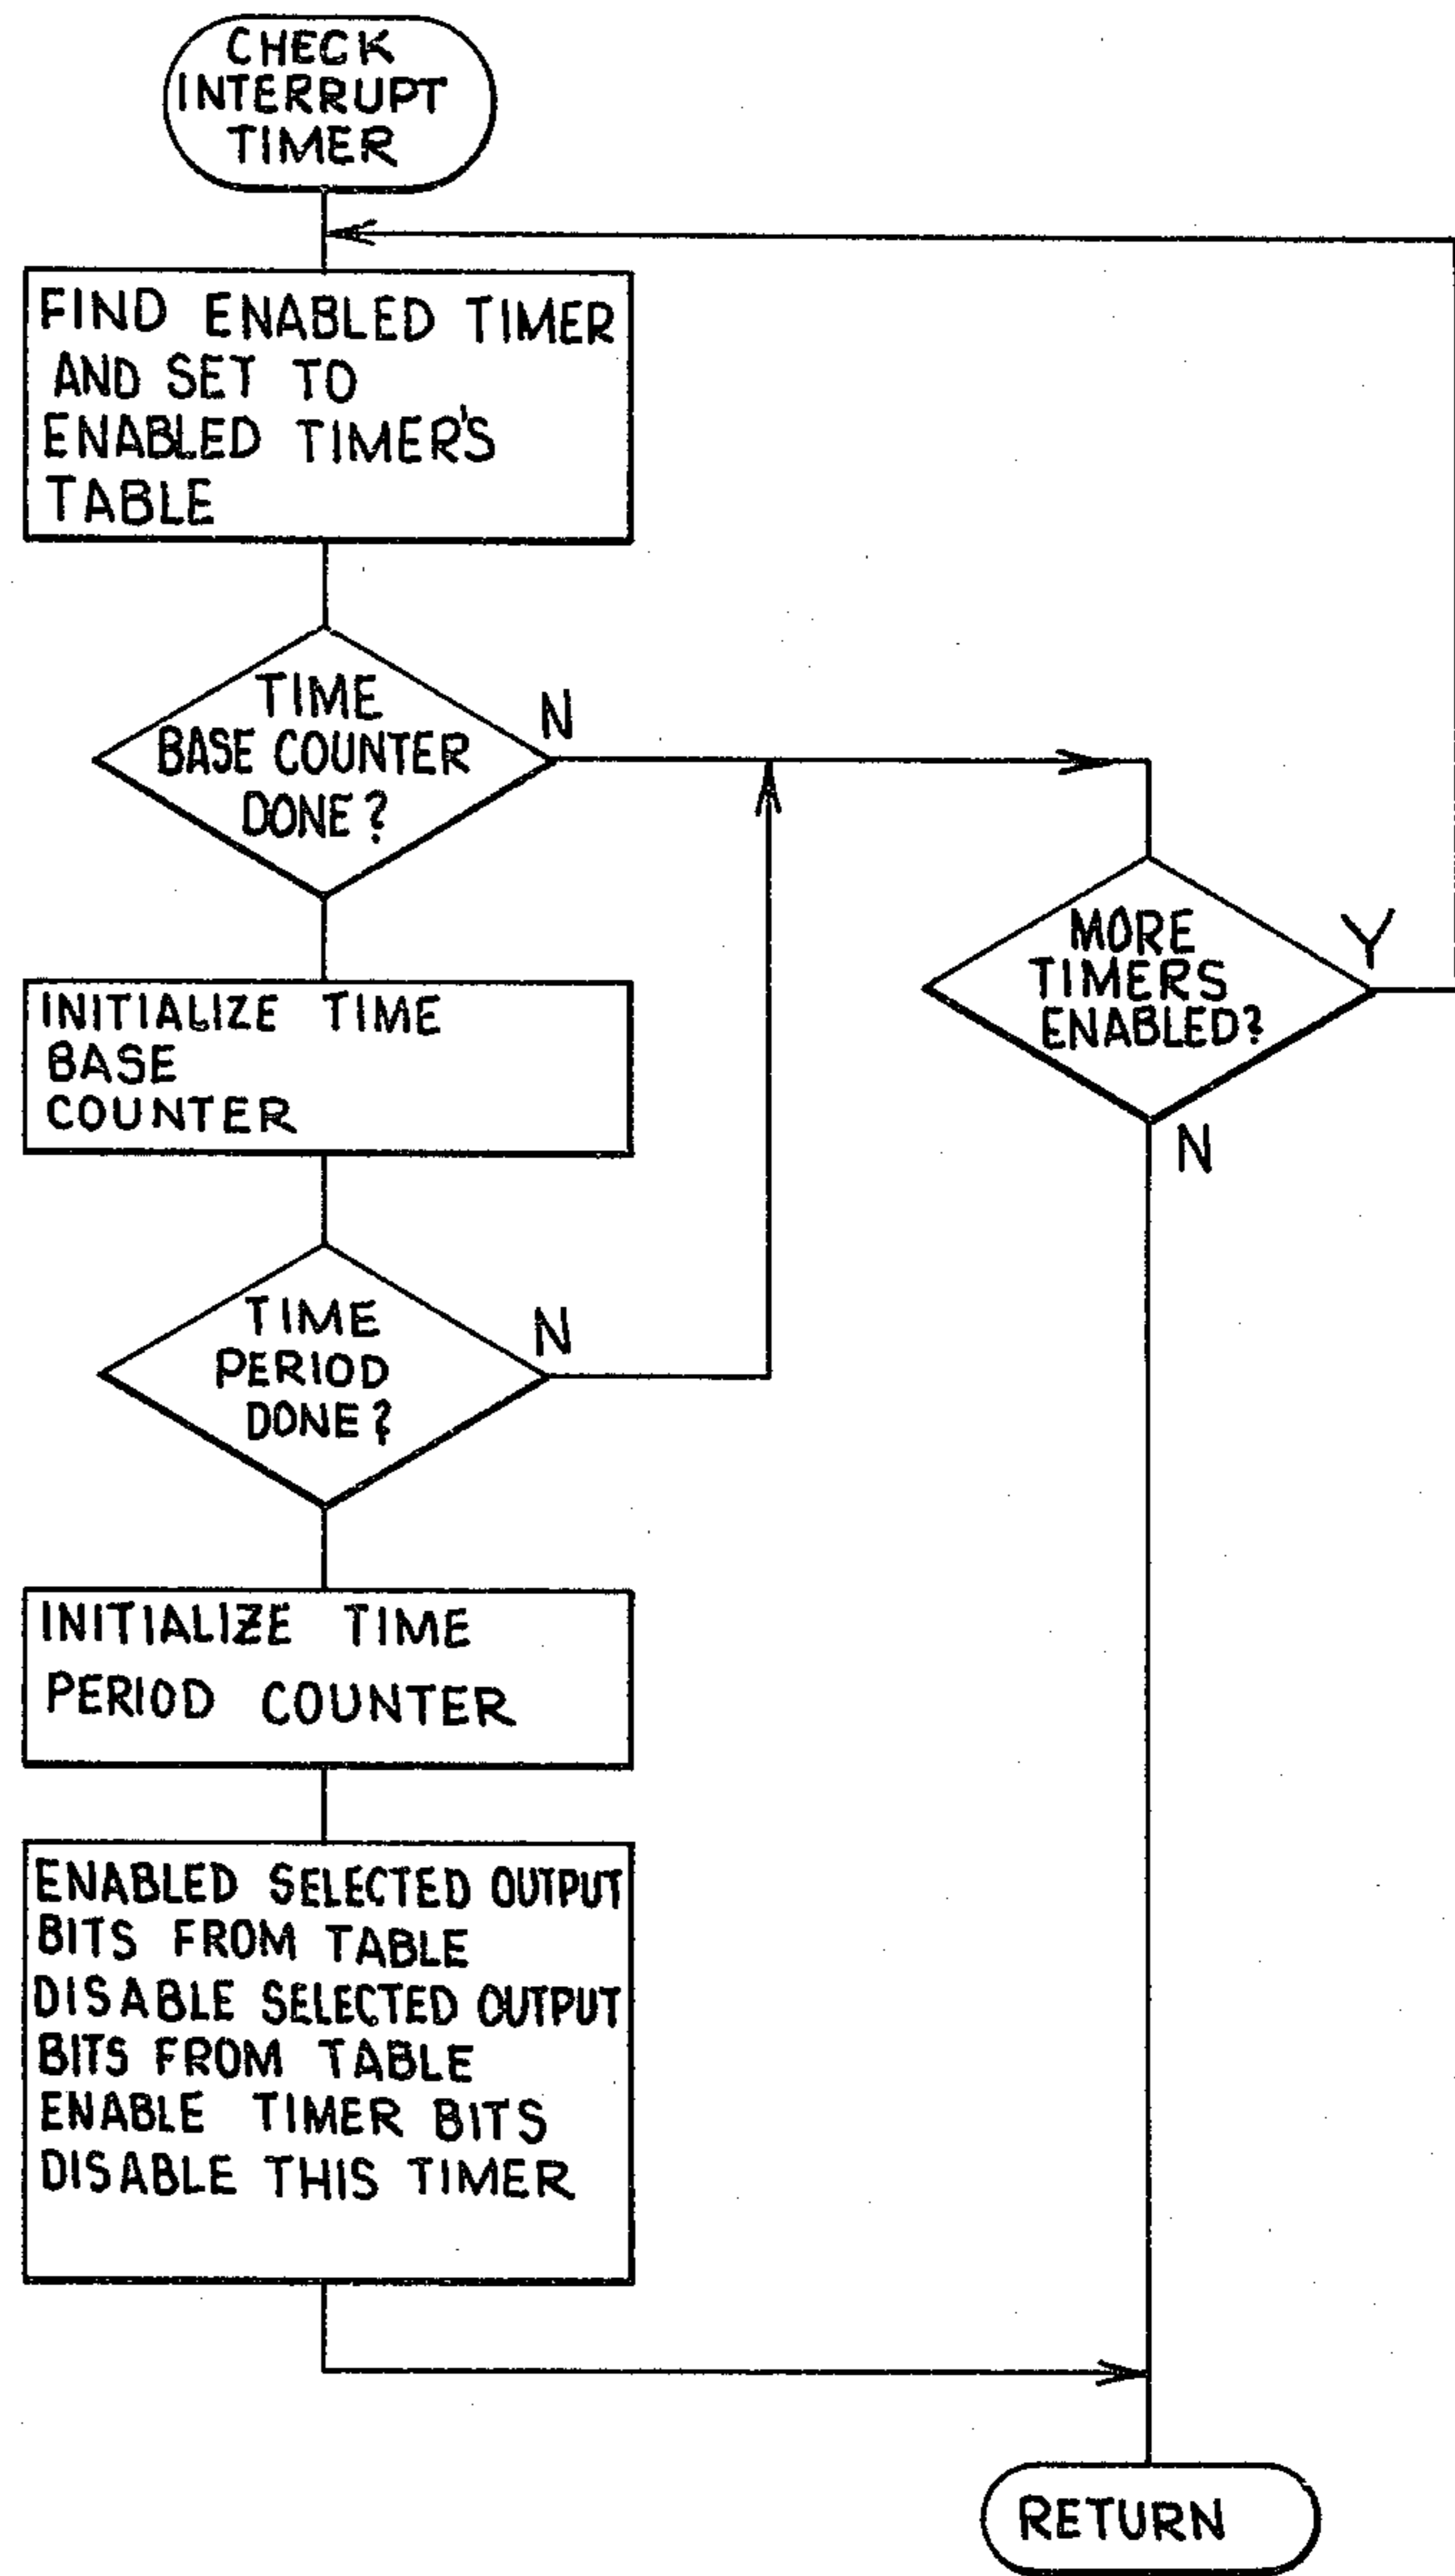 CHECK
INTERRUPT
TIMER
FIND ENABLED TIMER
AND SET TO
ENABLED TIMER'S
TABLE
TIME
BASE COUNTER
DONE?
N
INITIALIZE TIME
BASE
COUNTER
MORE
TIMERS
ENABLED?
Y
N
TIME
PERIOD
DONE?
N
INITIALIZE TIME
PERIOD COUNTER
ENABLED SELECTED OUTPUT
BITS FROM TABLE
DISABLE SELECTED OUTPUT
BITS FROM TABLE
ENABLE TIMER BITS
DISABLE THIS TIMER
RETURN